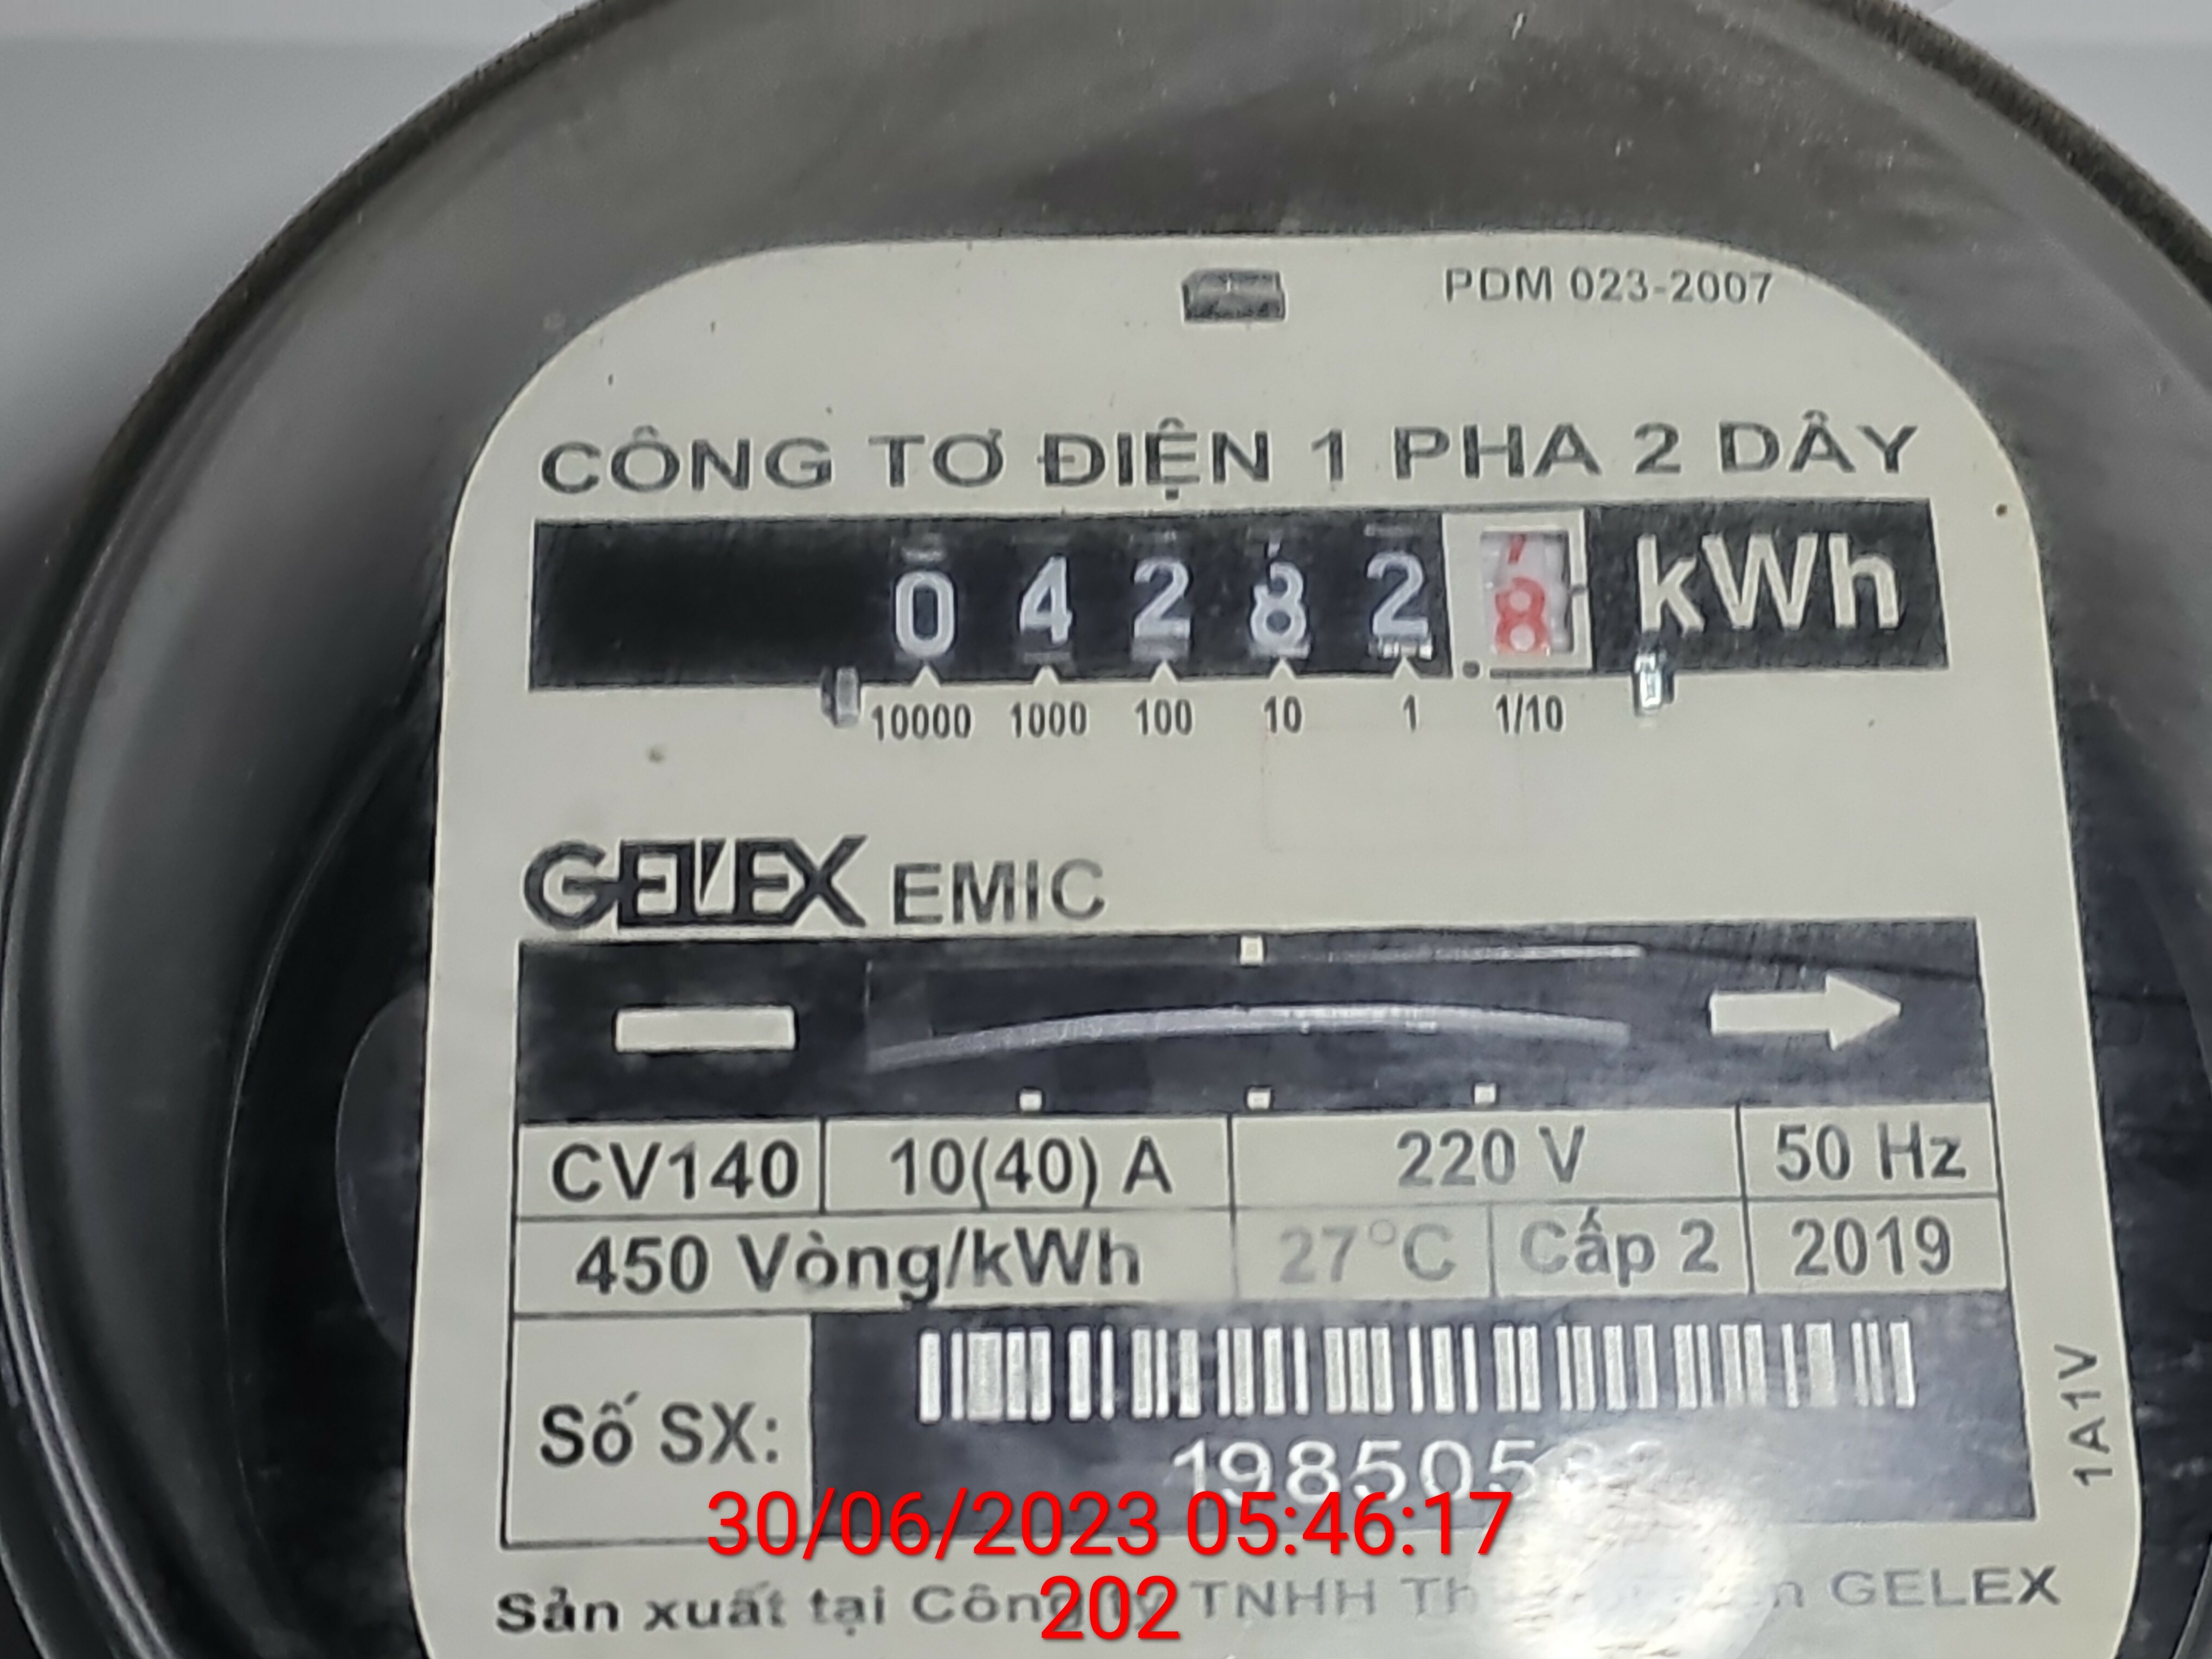 PDM 023-2007
CÔNG TƠ ĐIỆN 1 PHA 2 DÂY
0 4 2 8 2 8 kWh
10000 1000 100 10 1 1/10
GELEX EMIC
CV140 10(40) A 220 V 50 Hz
450 Vòng/kWh 27°C Cấp 2 2019
Số SX:
1A1V
30/06/2023 05:46:17
Sản xuất tại Công ty TNHH GELEX
202